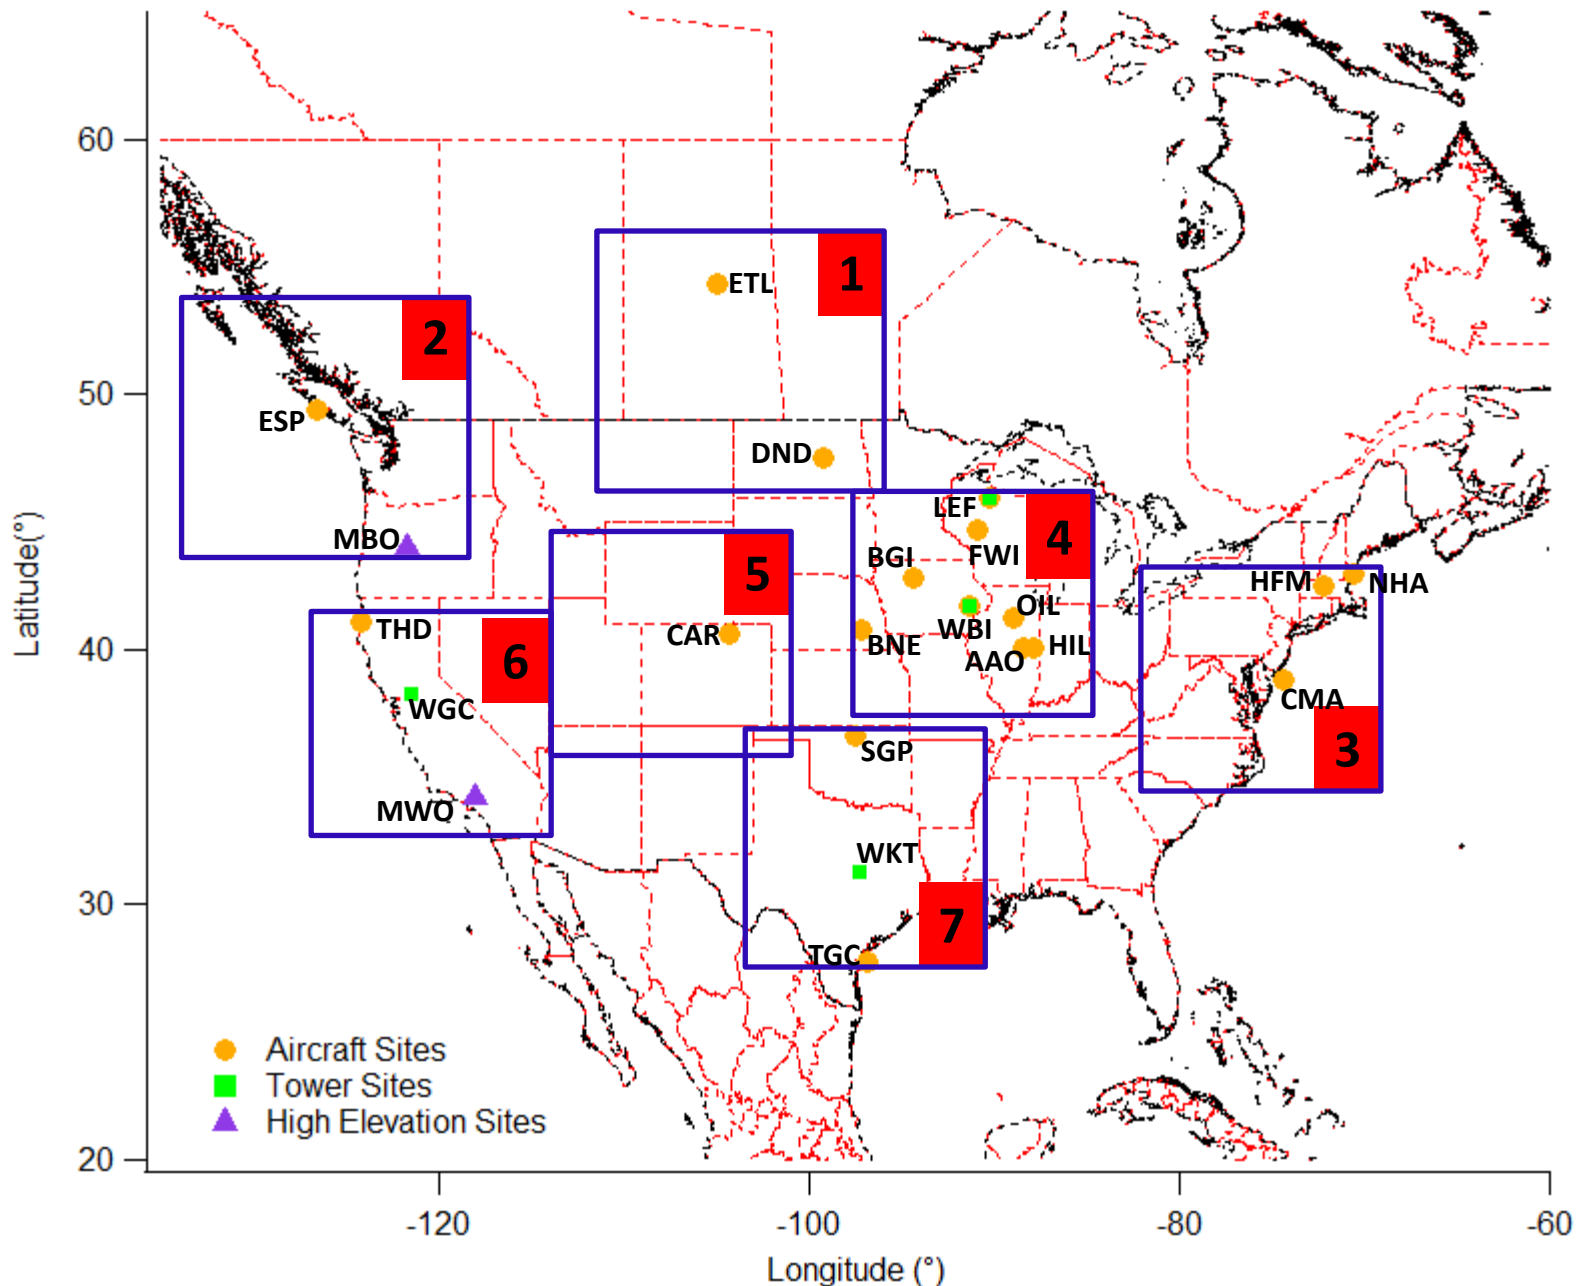 60
1
ETL
2
50
ESP
DND
LEF
4
MBO
FWI
BGI
5
HFM
NHA
OIL
THD
CAR
WBI
BNE
HIL
AAO
40
6
CMA
WGC
SGP
3
MWO
WKT
30
7
TGC
Latitude(°)
Aircraft Sites
Tower Sites
High Elevation Sites
20
-120
-100
-80
-60
Longitude (°)